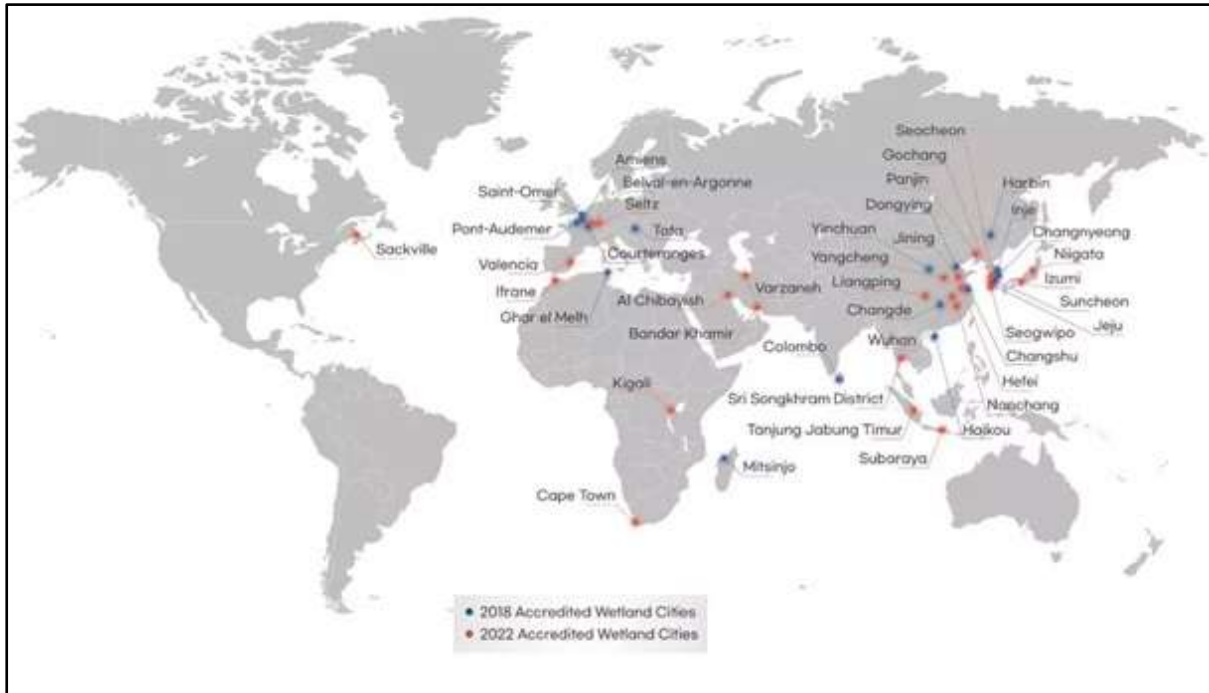 Seocheon
Gochang
Panjin
Dongying
Harbin
Inje
Yinchuan
Jining
Changnyeong
Yangcheng
Niigata
Liangping
Izumi
Changde
Suncheon
Wuhan
Jeju
Seogwipo
Changshu
Hefei
Nanchang
Haikou
Amiens
Saint-Omer
Belval-en-Argonne
Seltz
Pont-Audemer
Tata
Courteranges
Sackville
Valencia
Ifrane
Ghar el Melh
Al Chibayish
Varzaneh
Bandar Khamir
Colombo
Sri Songkhram District
Tanjung Jabung Timur
Subaraya
Kigali
Mitsinjo
Cape Town
2018 Accredited Wetland Cities
2022 Accredited Wetland Cities